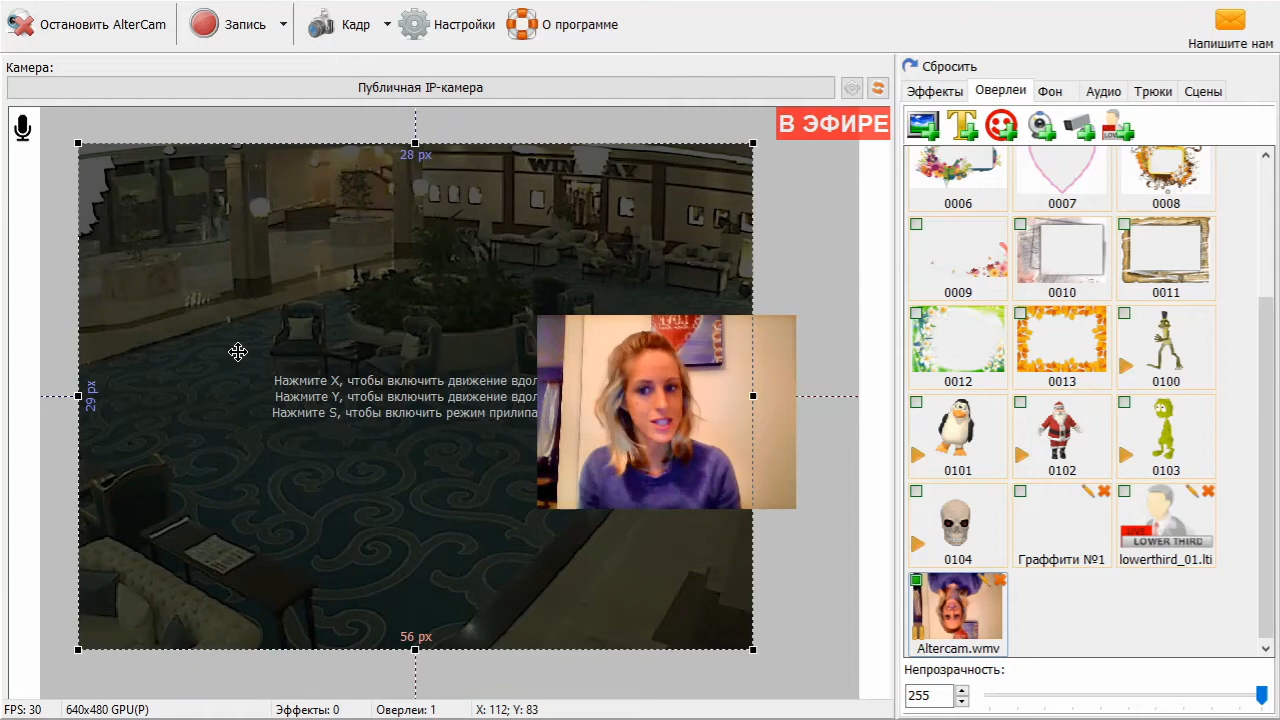 Остановить AlterCam
Запись
Кадр
Настройки
О программе
Напишите нам
Камера:
Публичная IP-камера
Сбросить
Эффекты
Оверлеи
Фон
Аудио
Трюки
Сцены
В ЭФИРЕ
28 px
29 px
Нажмите X, чтобы включить движение вдол
Нажмите Y, чтобы включить движение вдол
Нажмите S, чтобы включить режим прилипа
56 px
0006
0007
0008
0009
0010
0011
0012
0013
0100
0101
0102
0103
LIVE
LOWER THIRD
0104
Граффити №1
lowerthird_01.lti
Altercam.wmv
Непрозрачность:
255
FPS: 30
640x480 GPU(P)
Эффекты: 0
Оверлеи: 1
X: 112; Y: 83